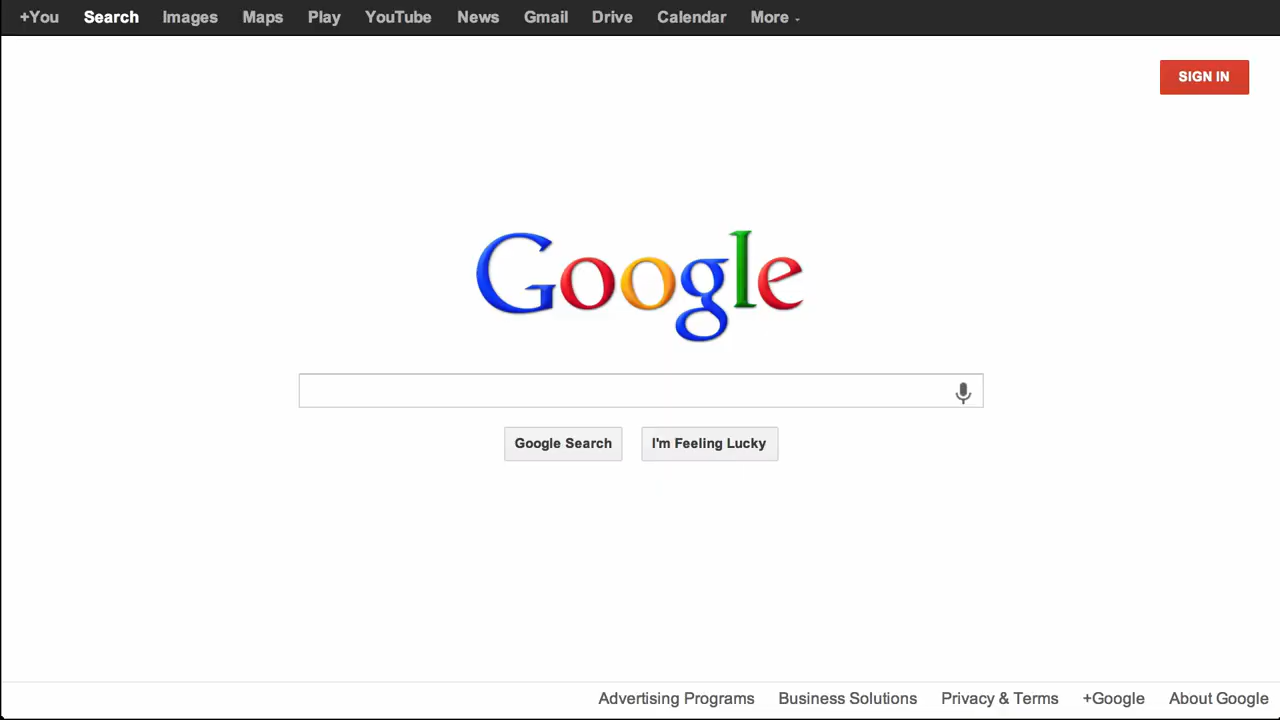 +You Search Images Maps Play YouTube News Gmail Drive Calendar More
SIGN IN
Google
Google Search I'm Feeling Lucky
Advertising Programs Business Solutions Privacy & Terms +Google About Google